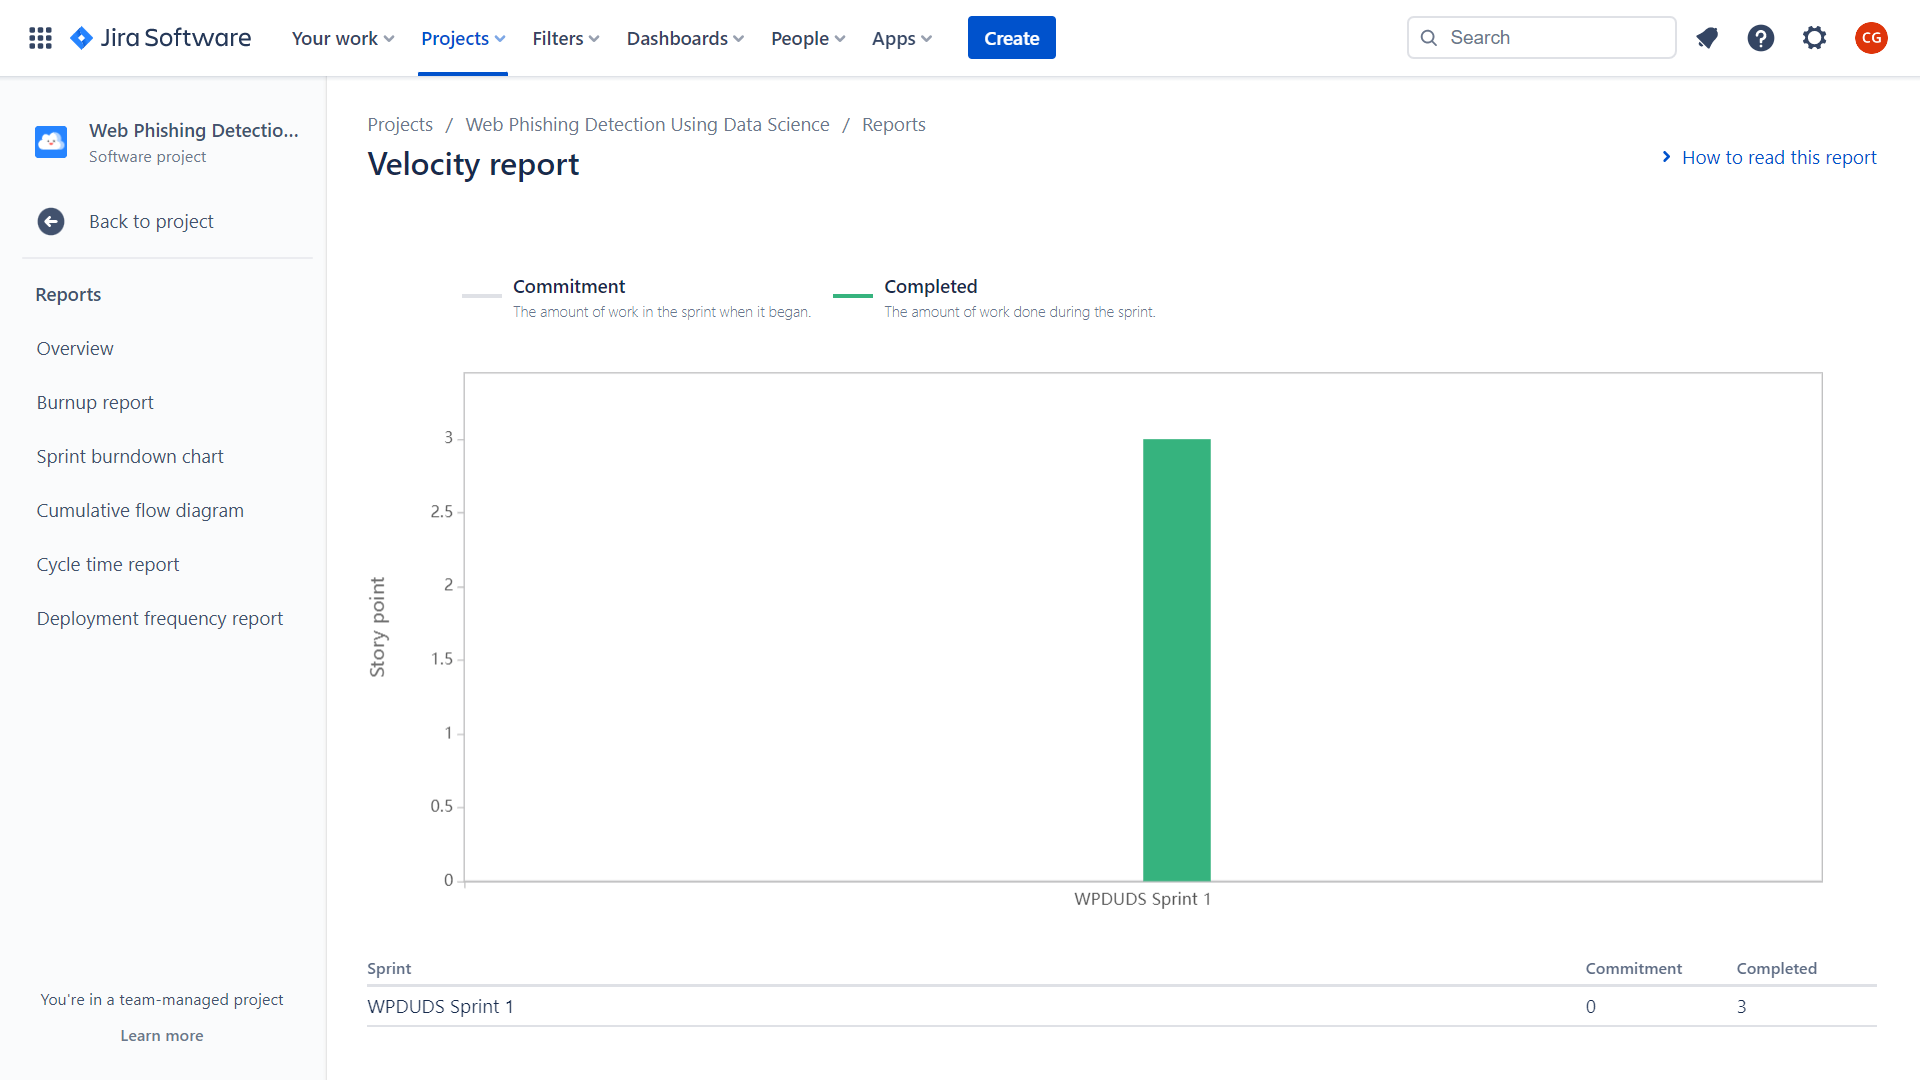 Jira Software
Your work
Projects
Filters
Dashboards
People
Apps
Create
Search
CG
Web Phishing Detectio...
Software project
Back to project
Reports
Overview
Burnup report
Sprint burndown chart
Cumulative flow diagram
Cycle time report
Deployment frequency report
You're in a team-managed project
Learn more
Projects / Web Phishing Detection Using Data Science / Reports
Velocity report
How to read this report
Commitment
The amount of work in the sprint when it began.
Completed
The amount of work done during the sprint.
Story point
3
2.5
2
1.5
1
0.5
0
WPDUDS Sprint 1
Sprint Commitment Completed
WPDUDS Sprint 1 0 3